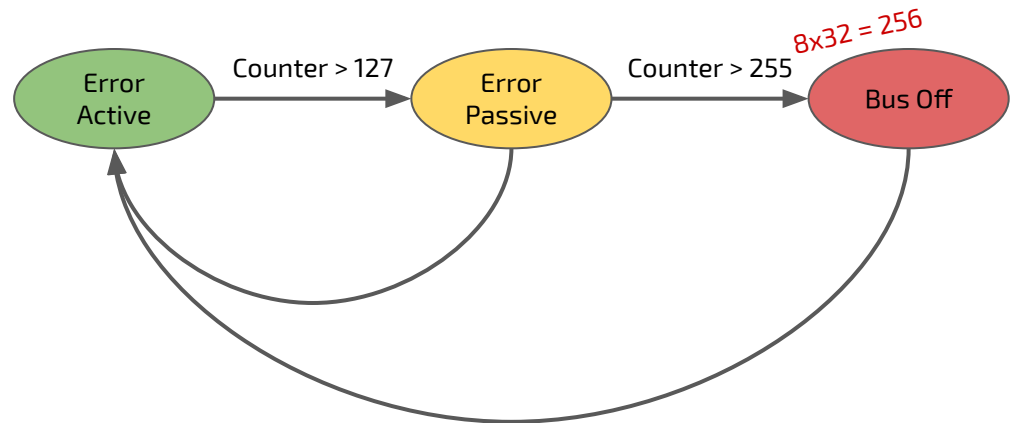 Error
Active
Counter > 127
Error
Passive
Counter > 255
8x32 = 256
Bus Off